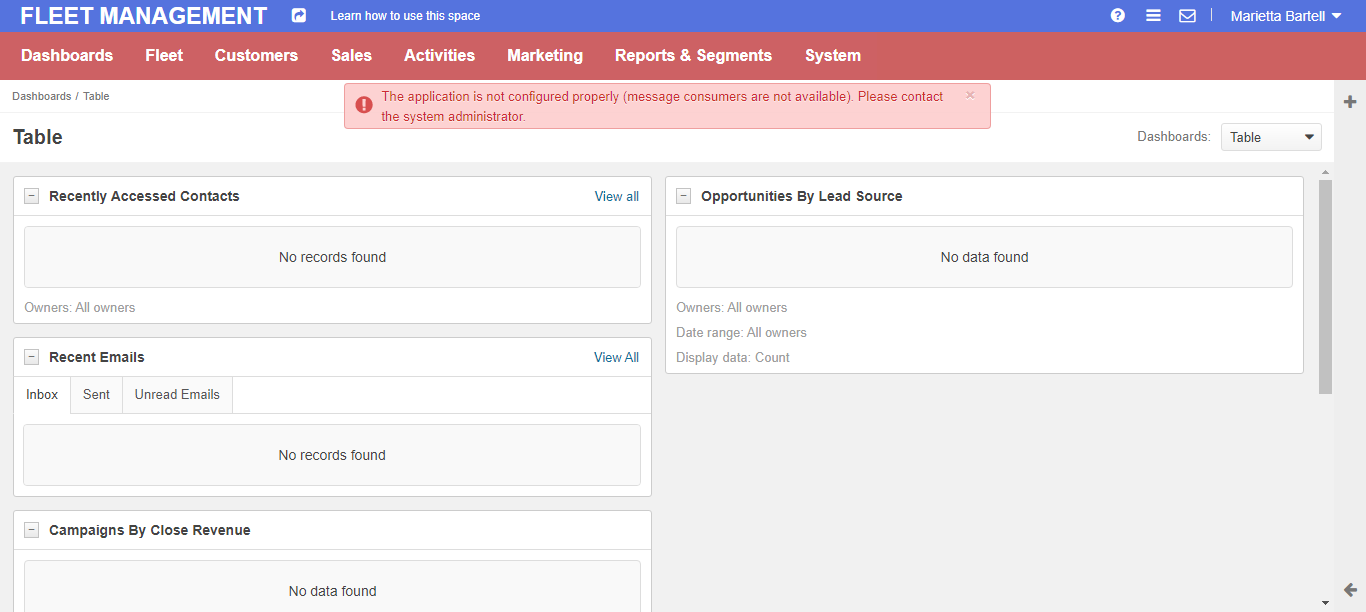 FLEET MANAGEMENT
Learn how to use this space
Marietta Bartell
Dashboards Fleet Customers Sales Activities Marketing Reports & Segments System
Dashboards / Table
The application is not configured properly (message consumers are not available). Please contact
the system administrator.
×
Table
Dashboards:
Table
Recently Accessed Contacts
View all
No records found
Owners: All owners
Recent Emails
View All
Inbox
Sent
Unread Emails
No records found
Campaigns By Close Revenue
No data found
Opportunities By Lead Source
No data found
Owners: All owners
Date range: All owners
Display data: Count